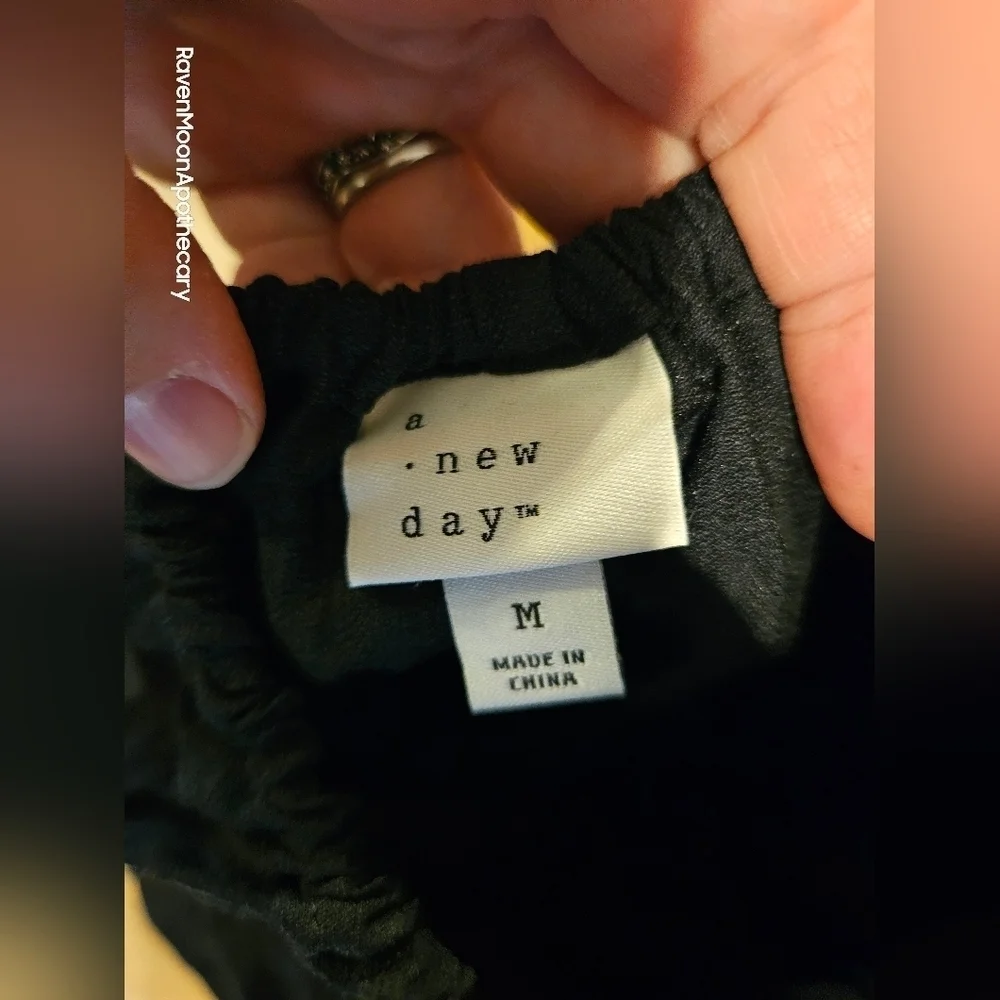 RavenMoonApothecary
a
· new
day™
M
MADE IN
CHINA